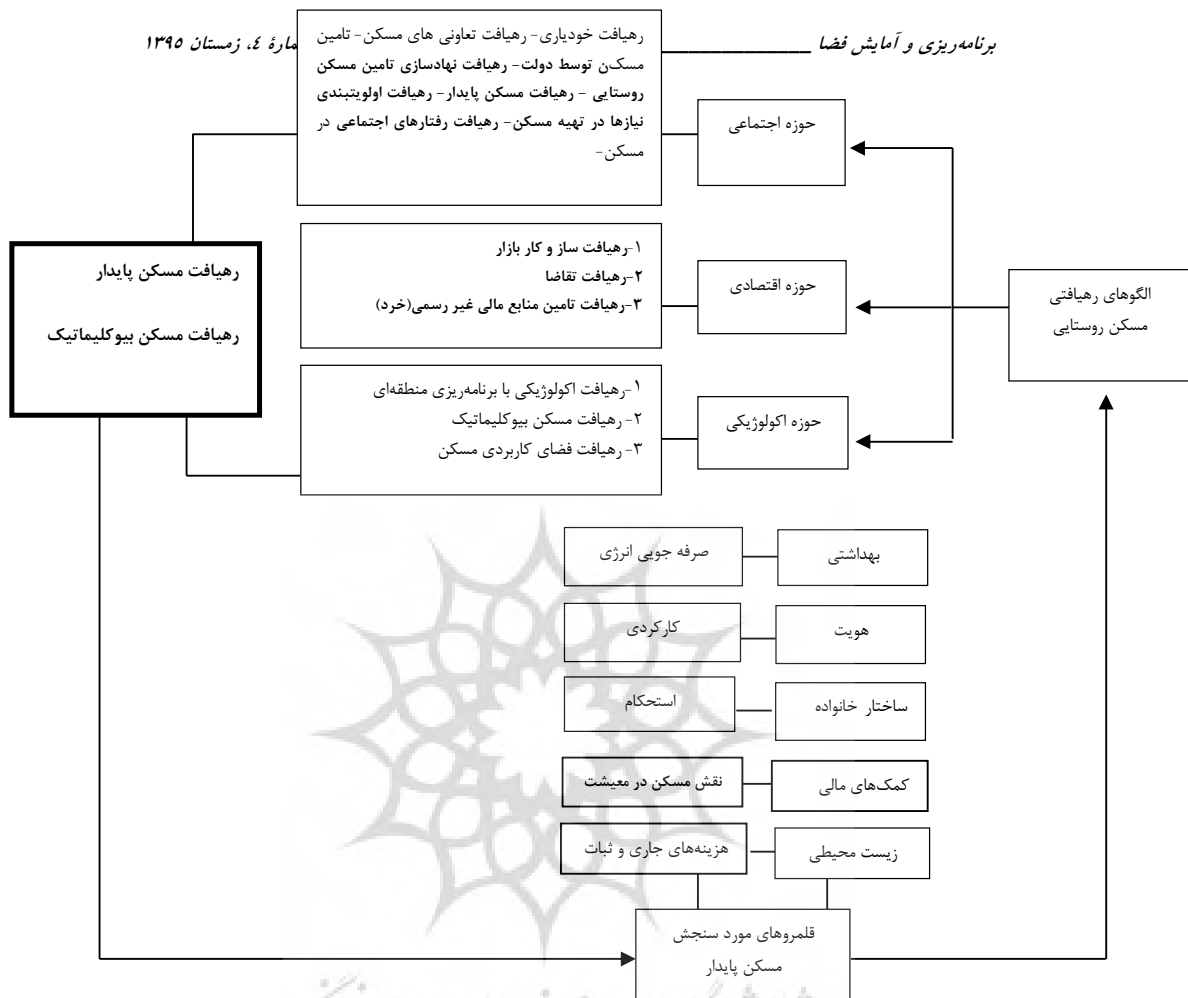 برنامه‌ریزی و آمایش فضا
مارهٔ ٤، زمستان ١٣٩٥
رهیافت خودیاری- رهیافت تعاونی های مسکن- تامین
مسکن توسط دولت- رهیافت نهادسازی تامین مسکن
روستایی - رهیافت مسکن پایدار- رهیافت اولویتبندی
نیازها در تهیه مسکن- رهیافت رفتارهای اجتماعی در
مسکن-
حوزه اجتماعی
۱-رهیافت ساز و کار بازار
۲-رهیافت تقاضا
۳-رهیافت تامین منابع مالی غیر رسمی(خرد)
حوزه اقتصادی
الگوهای رهیافتی
مسکن روستایی
رهیافت مسکن پایدار
رهیافت مسکن بیوکلیماتیک
۱-رهیافت اکولوژیکی با برنامه‌ریزی منطقه‌ای
۲- رهیافت مسکن بیوکلیماتیک
۳- رهیافت فضای کاربردی مسکن
حوزه اکولوژیکی
بهداشتی
صرفه جویی انرژی
هویت
کارکردی
ساختار خانواده
استحکام
کمک‌های مالی
نقش مسکن در معیشت
زیست محیطی
هزینه‌های جاری و ثبات
قلمروهای مورد سنجش
مسکن پایدار